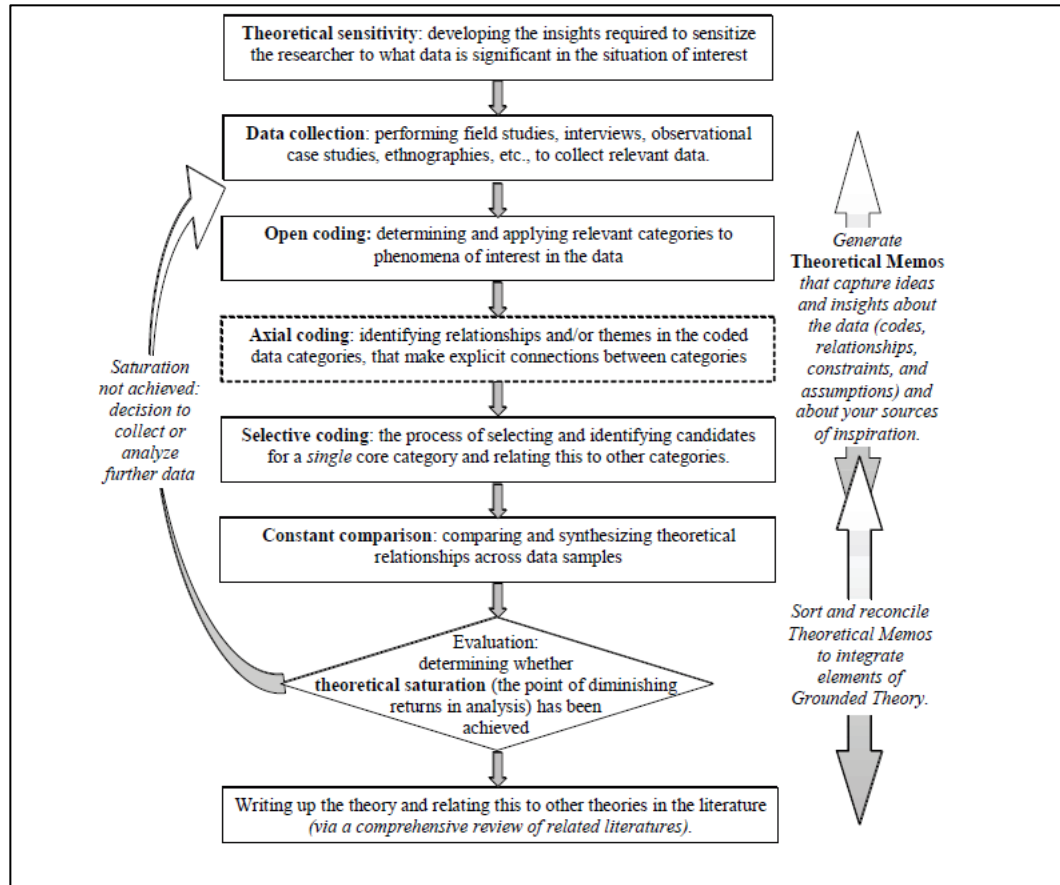 Theoretical sensitivity: developing the insights required to sensitize
the researcher to what data is significant in the situation of interest
Data collection: performing field studies, interviews, observational
case studies, ethnographies, etc., to collect relevant data.
Open coding: determining and applying relevant categories to
phenomena of interest in the data
Axial coding: identifying relationships and/or themes in the coded
data categories, that make explicit connections between categories
Selective coding: the process of selecting and identifying candidates
for a single core category and relating this to other categories.
Constant comparison: comparing and synthesizing theoretical
relationships across data samples
Evaluation:
determining whether
theoretical saturation (the point of diminishing
returns in analysis) has been
achieved
Writing up the theory and relating this to other theories in the literature
(via a comprehensive review of related literatures).
Saturation
not achieved:
decision to
collect or
analyze
further data
Generate
Theoretical Memos
that capture ideas
and insights about
the data (codes,
relationships,
constraints, and
assumptions) and
about your sources
of inspiration.
Sort and reconcile
Theoretical Memos
to integrate
elements of
Grounded Theory.